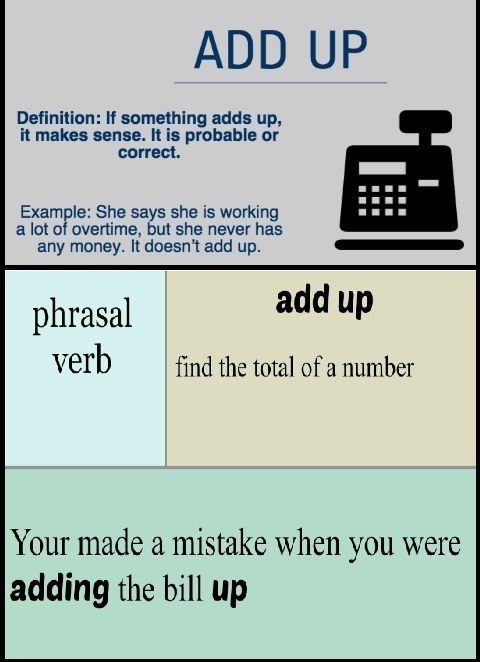 ADD UP
Definition: If something adds up,
it makes sense. It is probable or
correct.
Example: She says she is working
a lot of overtime, but she never has
any money. It doesn't add up.
phrasal
verb
add up
find the total of a number
Your made a mistake when you were
adding the bill up